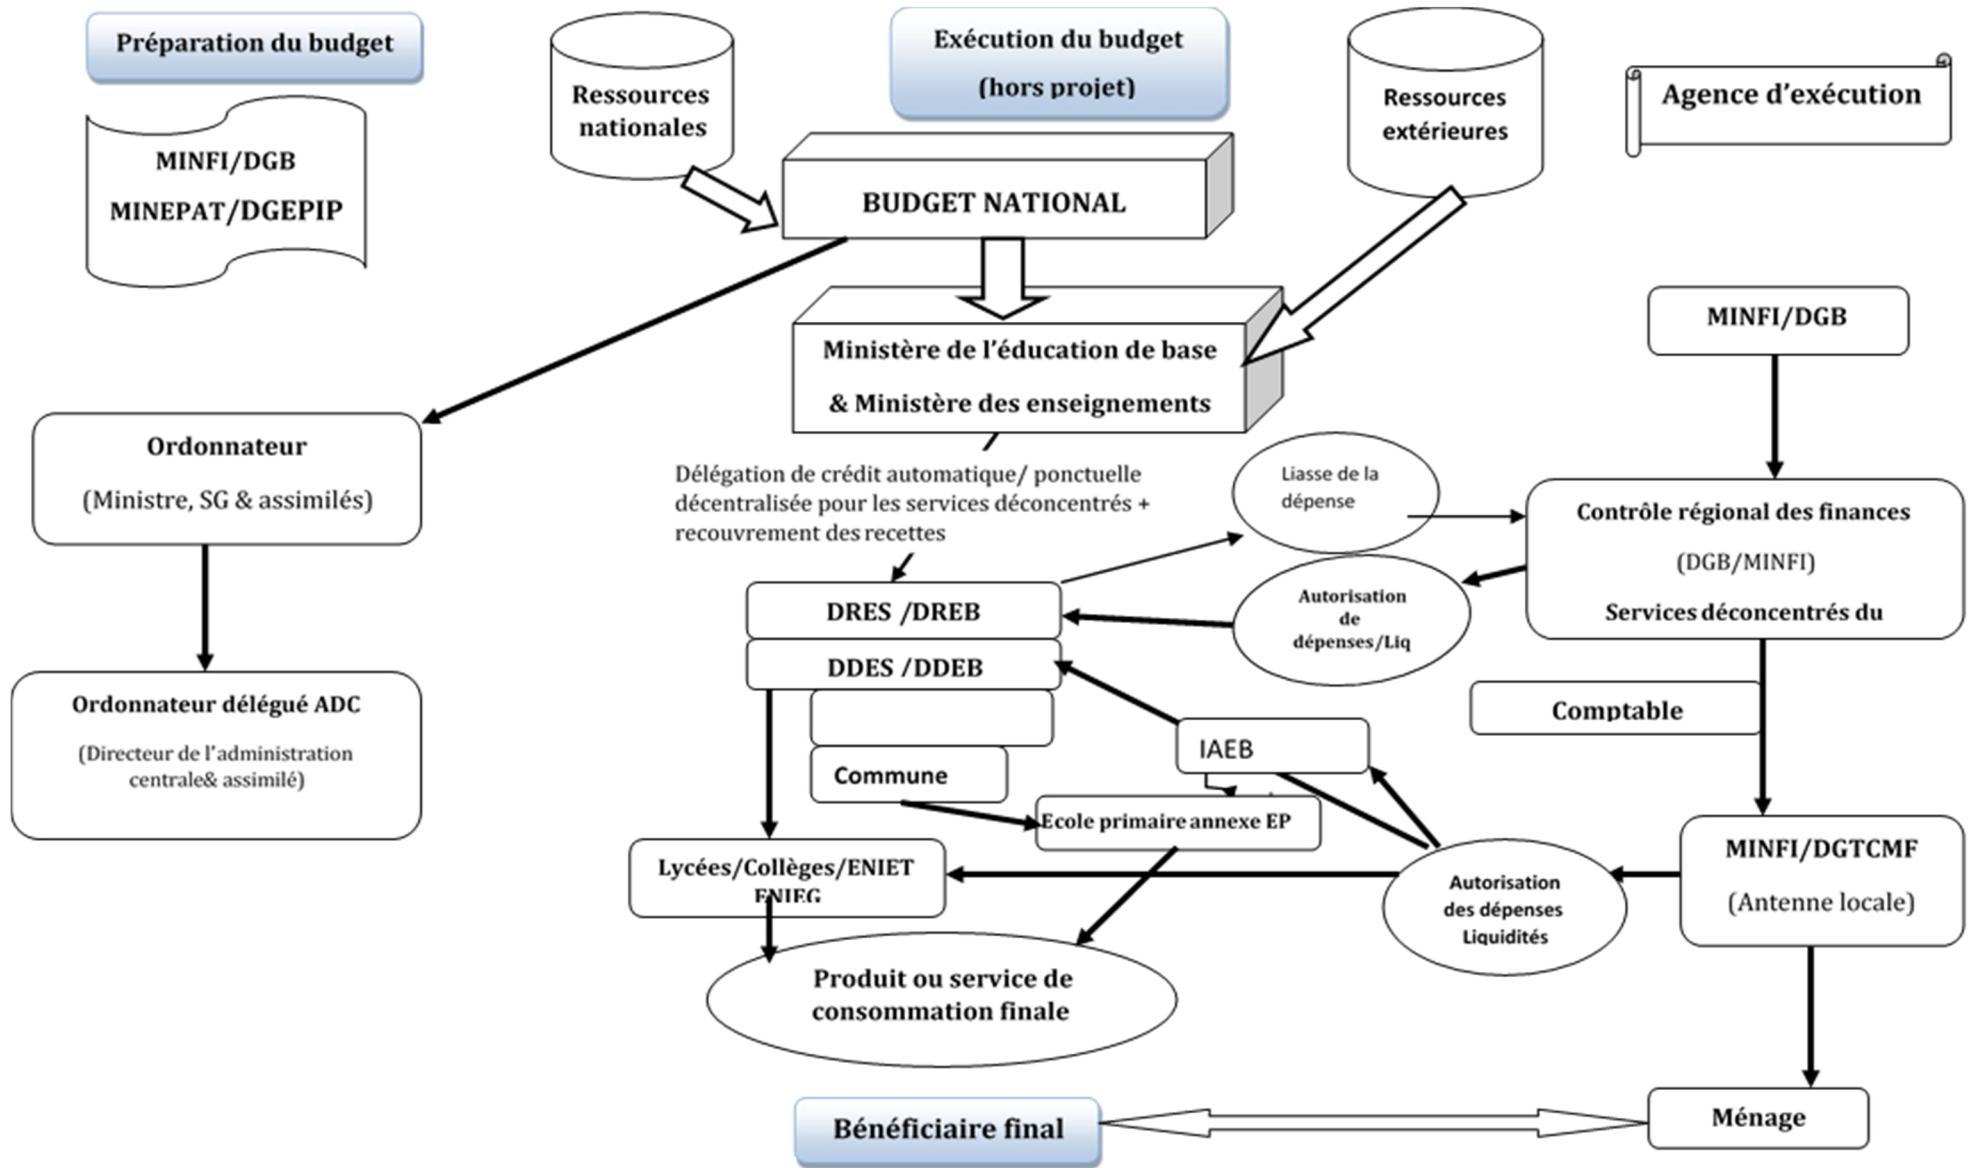 Préparation du budget
Ressources
nationales
Exécution du budget
(hors projet)
Ressources
extérieures
Agence d’exécution
MINFI/DGB
MINEPAT/DGEPIP
BUDGET NATIONAL
Ministère de l’éducation de base
& Ministère des enseignements
MINFI/DGB
Ordonnateur
(Ministre, SG & assimilés)
Délégation de crédit automatique/ ponctuelle
décentralisée pour les services déconcentrés +
recouvrement des recettes
Liasse de la
dépense
Contrôle régional des finances
(DGB/MINFI)
Services déconcentrés du
Autorisation
de
dépenses/Liq
DRES /DREB
DDES /DDEB
Ordonnateur délégué ADC
(Directeur de l’administration
centrale& assimilé)
Comptable
IAEB
Commune
Ecole primaire annexe EP
Lycées/Collèges/ENIET
ENIEG
MINFI/DGTCMF
(Antenne locale)
Autorisation
des dépenses
Liquidités
Produit ou service de
consommation finale
Bénéficiaire final
Ménage